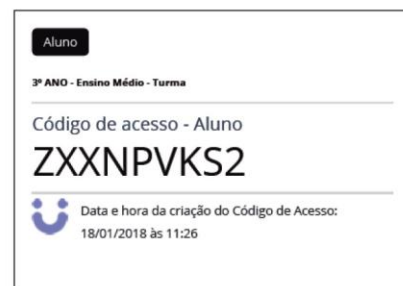 Aluno
3º ANO - Ensino Médio - Turma
Código de acesso - Aluno
ZXXNPVKS2
Data e hora da criação do Código de Acesso:
18/01/2018 às 11:26